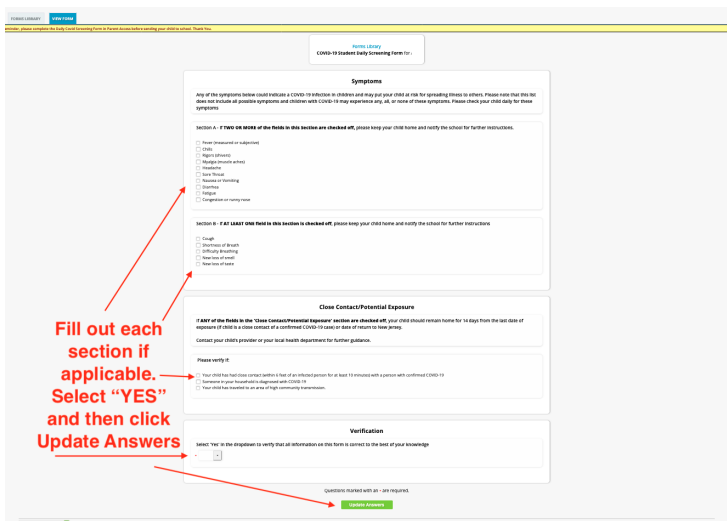 FORMS LIBRARY
VIEW FORM
eminder, please complete the Daily Covid Screening Form in Parent Access before sending your child to school. Thank You.
Forms Library
COVID-19 Student Daily Screening Form for :
Symptoms
Any of the symptoms below could indicate a COVID-19 infection in children and may put your child at risk for spreading illness to others. Please note that this list
does not include all possible symptoms and children with COVID-19 may experience any, all, or none of these symptoms. Please check your child daily for these
symptoms
Section A - If TWO OR MORE of the fields in this Section are checked off, please keep your child home and notify the school for further instructions.
Fever (measured or subjective)
Chills
Rigors (shivers)
Myalgia (muscle aches)
Headache
Sore Throat
Nausea or Vomiting
Diarrhea
Fatigue
Congestion or runny nose
Section B - If AT LEAST ONE field in this Section is checked off, please keep your child home and notify the school for further instructions
Cough
Shortness of Breath
Difficulty Breathing
New loss of smell
New loss of taste
Close Contact/Potential Exposure
If ANY of the fields in the 'Close Contact/Potential Exposure' section are checked off, your child should remain home for 14 days from the last date of
exposure (if child is a close contact of a confirmed COVID-19 case) or date of return to New Jersey.
Contact your child's provider or your local health department for further guidance.
Please verify if:
Your child has had close contact (within 6 feet of an infected person for at least 10 minutes) with a person with confirmed COVID-19
Someone in your household is diagnosed with COVID-19
Your child has traveled to an area of high community transmission.
Fill out each
section if
applicable.
Select “YES”
and then click
Update Answers
Verification
Select 'Yes' in the dropdown to verify that all information on this form is correct to the best of your knowledge
Questions marked with an - are required.
Update Answers